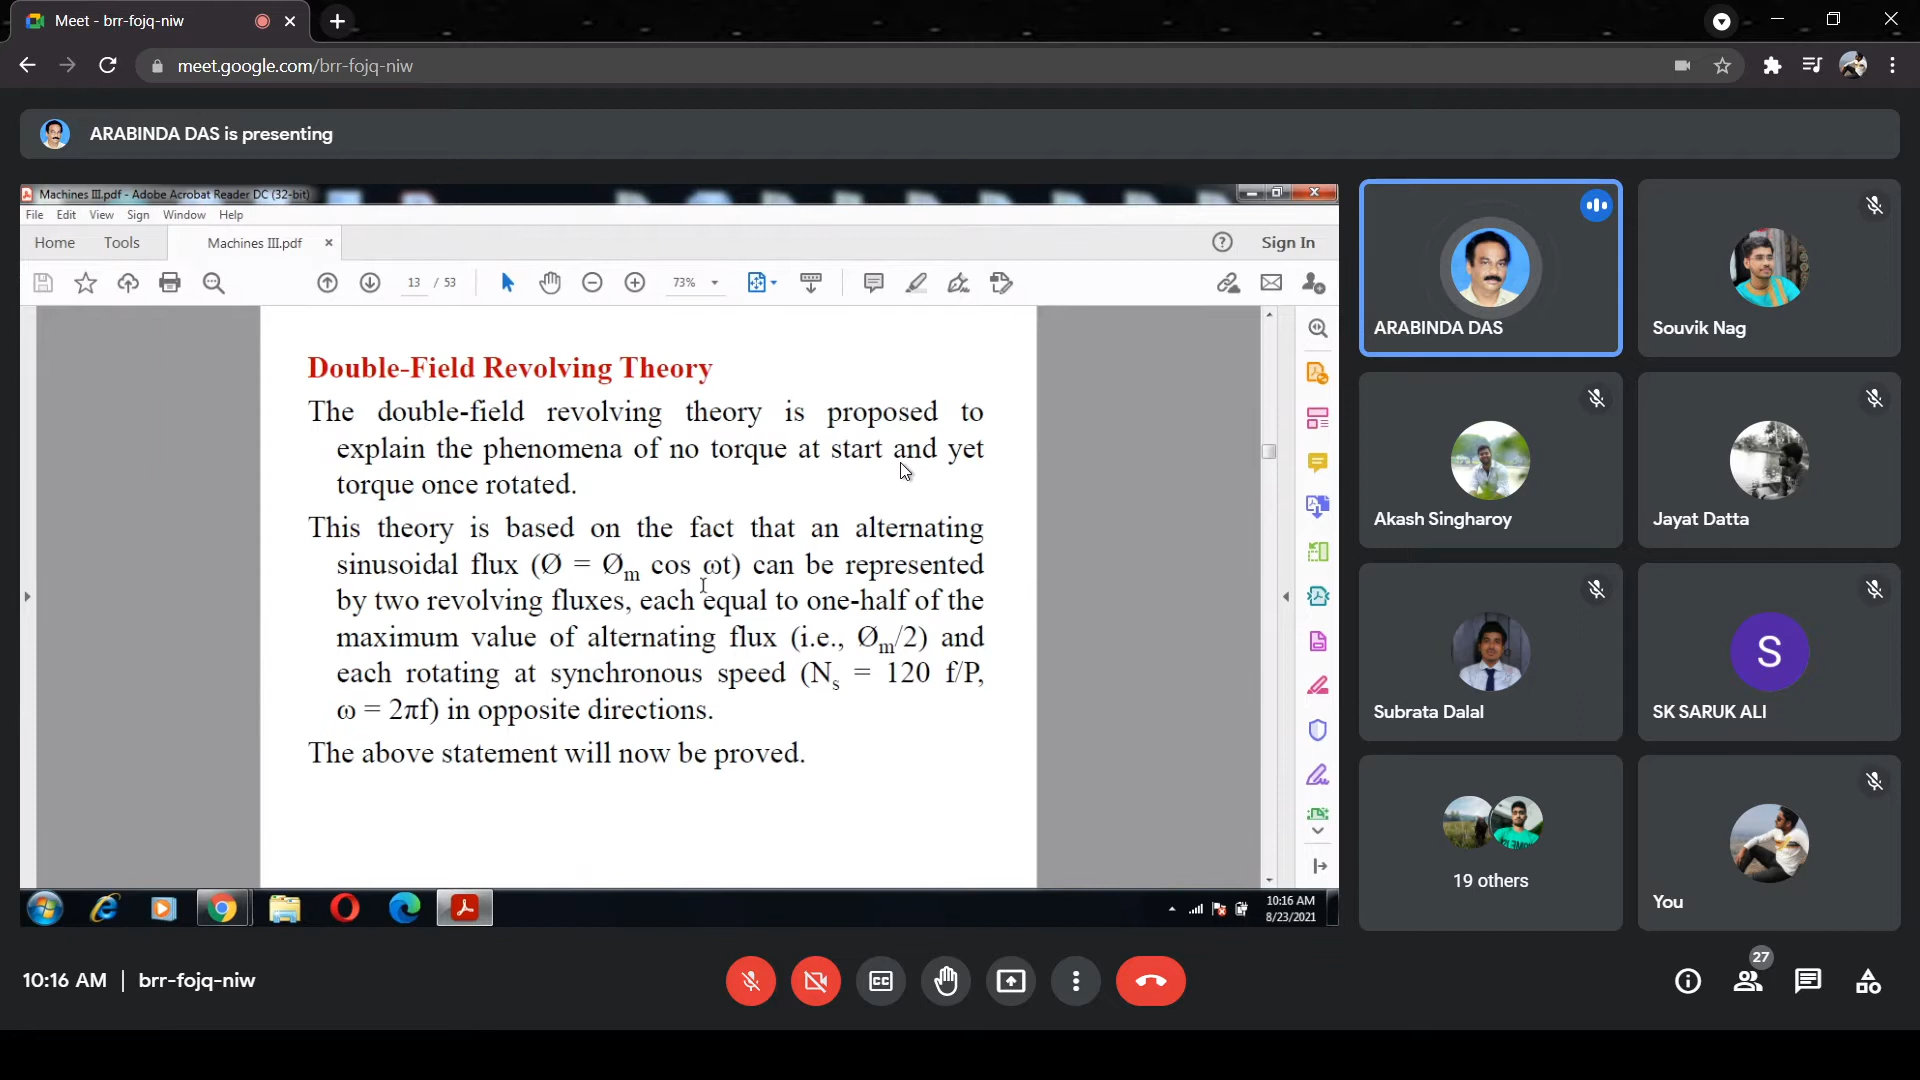 Meet - brr-fojq-niw
meet.google.com/brr-fojq-niw
ARABINDA DAS is presenting
Machines III.pdf - Adobe Acrobat Reader DC (32-bit)
File Edit View Sign Window Help
Home Tools Machines III.pdf Sign In
13 / 53 73%
Double-Field Revolving Theory
The double-field revolving theory is proposed to
explain the phenomena of no torque at start and yet
torque once rotated.
This theory is based on the fact that an alternating
sinusoidal flux (Ø = Øm cos ωt) can be represented
by two revolving fluxes, each equal to one-half of the
maximum value of alternating flux (i.e., Øm/2) and
each rotating at synchronous speed (Ns = 120 f/P,
ω = 2πf) in opposite directions.
The above statement will now be proved.
10:16 AM
8/23/2021
ARABINDA DAS
Souvik Nag
Akash Singharoy
Jayat Datta
Subrata Dalal
S
SK SARUK ALI
19 others
You
10:16 AM | brr-fojq-niw
CC
27